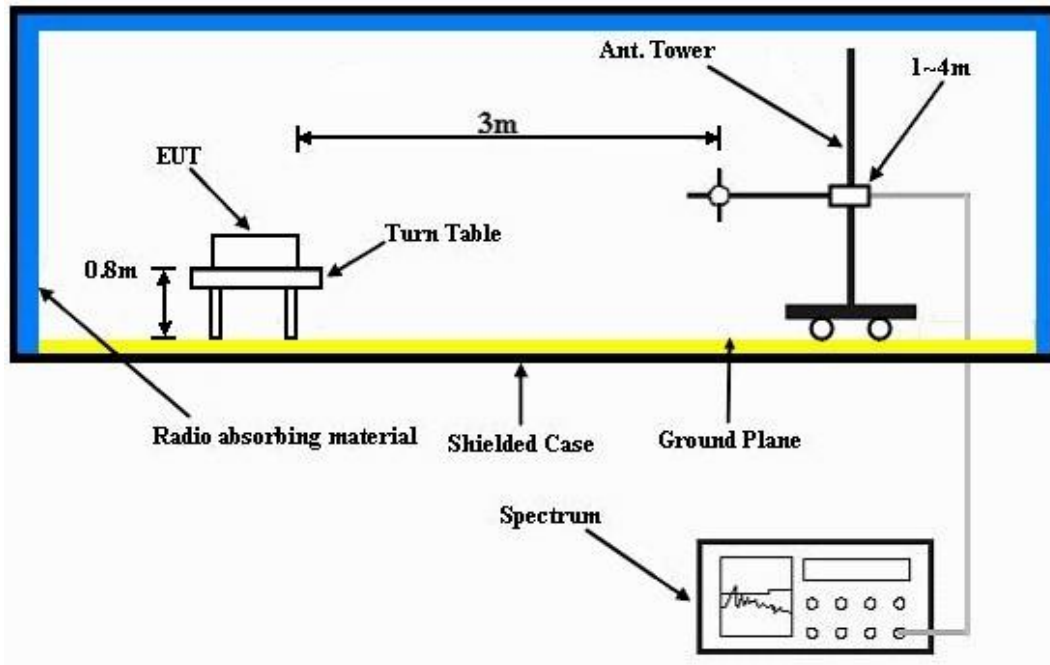 Ant. Tower
1~4m
3m
EUT
Turn Table
0.8m
Radio absorbing material
Shielded Case
Ground Plane
Spectrum